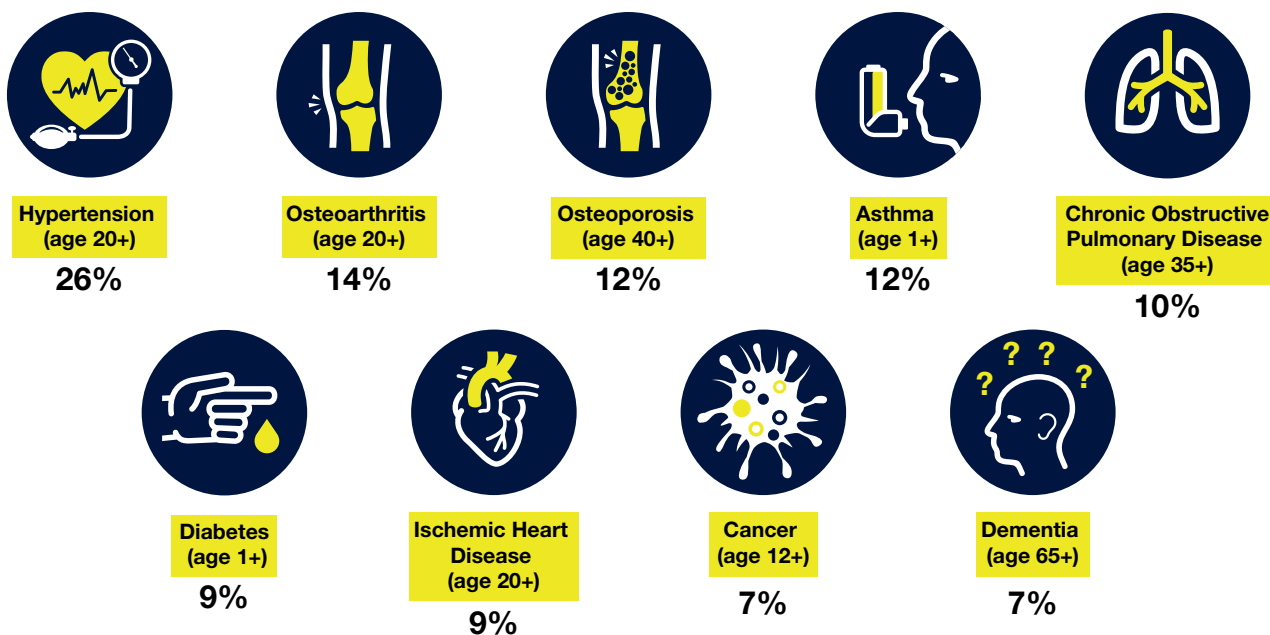 Hypertension
(age 20+)
26%
Osteoarthritis
(age 20+)
14%
Osteoporosis
(age 40+)
12%
Asthma
(age 1+)
12%
Chronic Obstructive
Pulmonary Disease
(age 35+)
10%
? ? ? ?
Diabetes
(age 1+)
9%
Ischemic Heart
Disease
(age 20+)
9%
Cancer
(age 12+)
7%
Dementia
(age 65+)
7%